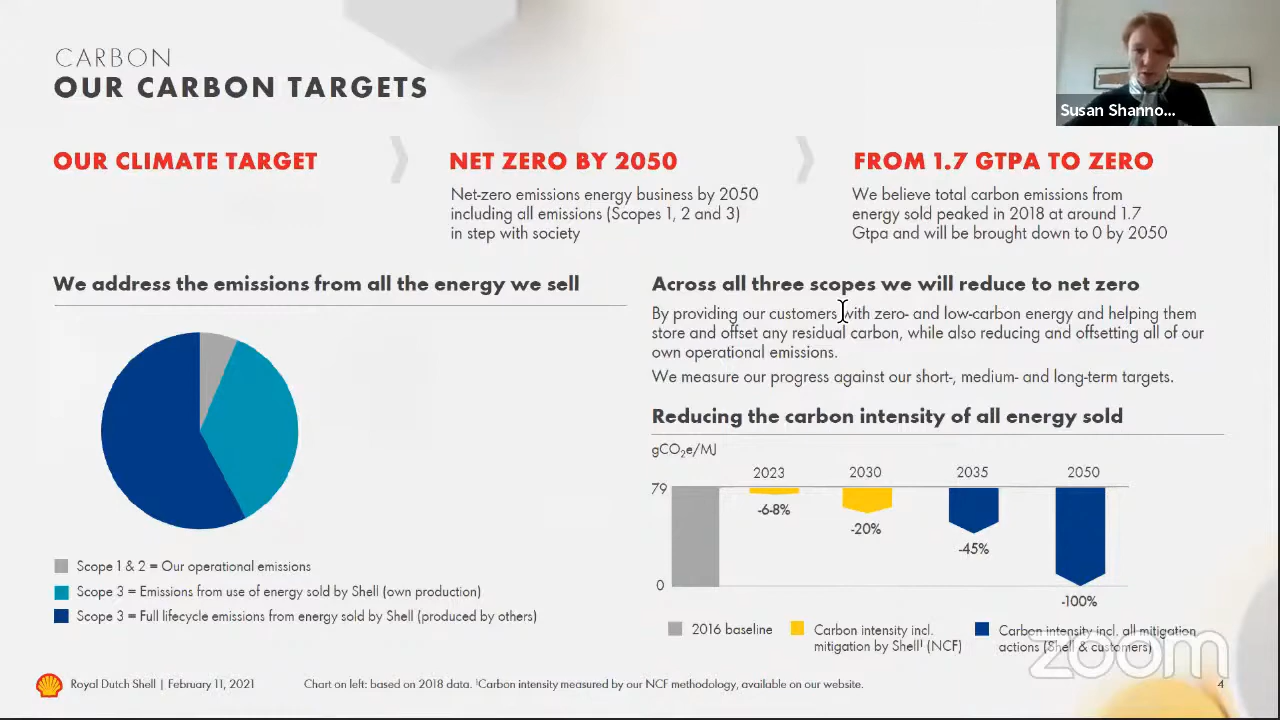 CARBON
OUR CARBON TARGETS
Susan Shanno...
OUR CLIMATE TARGET
NET ZERO BY 2050
FROM 1.7 GTPA TO ZERO
Net-zero emissions energy business by 2050
including all emissions (Scopes 1, 2 and 3)
in step with society
We believe total carbon emissions from
energy sold peaked in 2018 at around 1.7
Gtpa and will be brought down to 0 by 2050
We address the emissions from all the energy we sell
Scope 1 & 2 = Our operational emissions
Scope 3 = Emissions from use of energy sold by Shell (own production)
Scope 3 = Full lifecycle emissions from energy sold by Shell (produced by others)
Across all three scopes we will reduce to net zero
By providing our customers with zero- and low-carbon energy and helping them
store and offset any residual carbon, while also reducing and offsetting all of our
own operational emissions.
We measure our progress against our short-, medium- and long-term targets.
Reducing the carbon intensity of all energy sold
gCO₂e/MJ
2023 2030 2035 2050
79
-6-8%
-20%
-45%
0
-100%
2016 baseline
Carbon intensity incl.
mitigation by Shell¹ (NCF)
Carbon intensity incl. all mitigation
actions (Shell & customers)
zoom
Royal Dutch Shell | February 11, 2021
Chart on left: based on 2018 data. ¹Carbon intensity measured by our NCF methodology, available on our website.
4